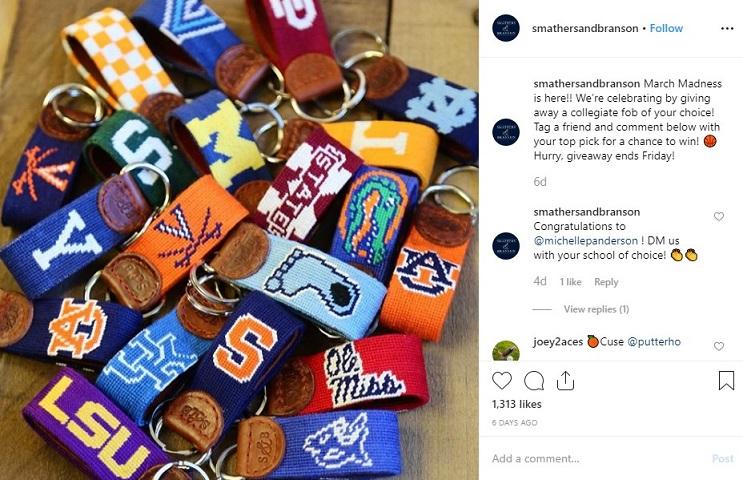 smathersandbranson • Follow
smathersandbranson March Madness
is here!! We're celebrating by giving
away a collegiate fob of your choice!
Tag a friend and comment below with
your top pick for a chance to win! 🏀
Hurry, giveaway ends Friday!
6d
smathersandbranson
Congratulations to
@michellepanderson ! DM us
with your school of choice! 👏👏
4d 1 like Reply
View replies (1)
joey2aces 🍊Cuse @putterho
1,313 likes
6 DAYS AGO
Add a comment... Post
S
M
T
STATE
Y
AU
UK
S
Ole
Miss
LSU
S&B